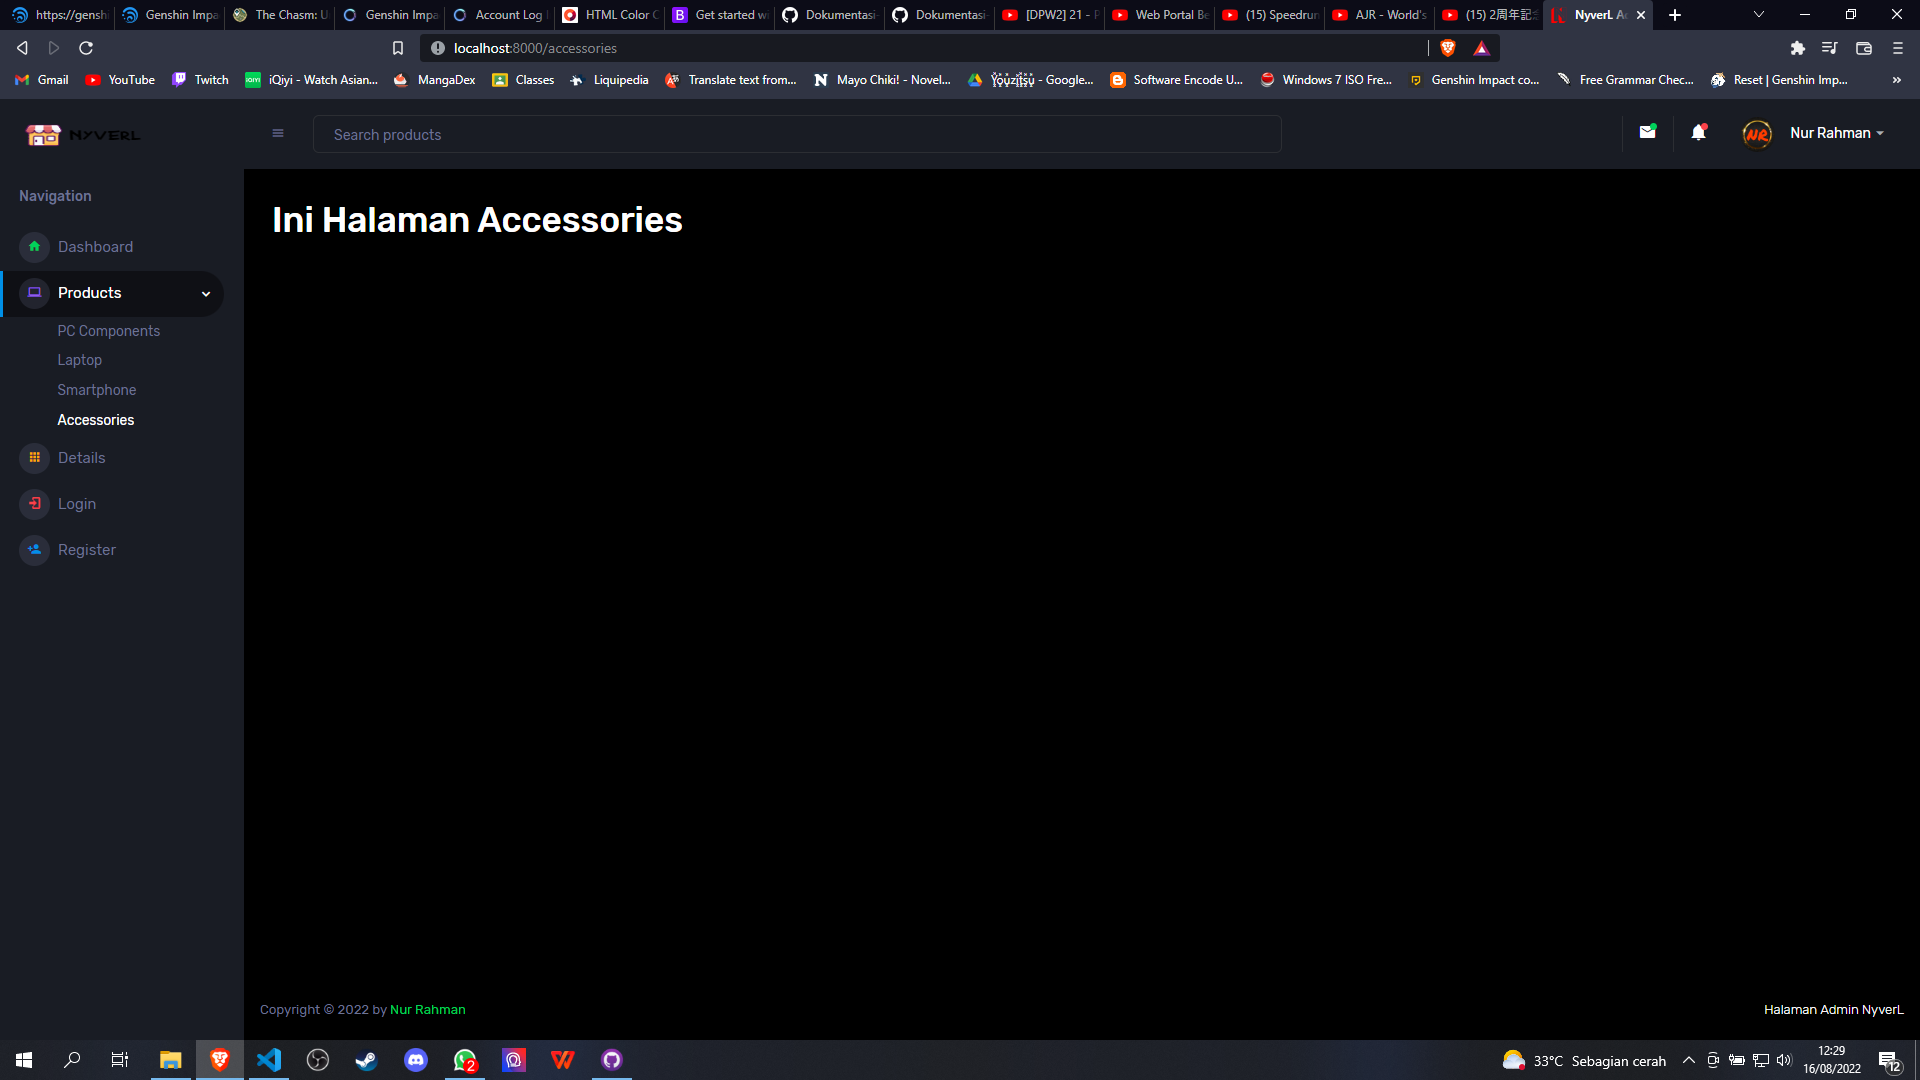 https://genshi
Genshin Impa
The Chasm: U
Genshin Impa
Account Log
HTML Color C
Get started wi
Dokumentasi-
Dokumentasi-
[DPW2] 21 - P
Web Portal Be
(15) Speedrun
AJR - World's
(15) 2周年記念
NyverL Ac
localhost:8000/accessories
Gmail
YouTube
Twitch
iQiyi - Watch Asian...
MangaDex
Classes
Liquipedia
Translate text from...
Mayo Chiki! - Novel...
- Google...
Software Encode U...
Windows 7 ISO Fre...
Genshin Impact co...
Free Grammar Chec...
Reset | Genshin Imp...
»
NYVERL
Search products
NR
Nur Rahman
Navigation
Dashboard
Products
PC Components
Laptop
Smartphone
Accessories
Details
Login
Register
Ini Halaman Accessories
Copyright © 2022 by Nur Rahman
Halaman Admin NyverL
2
33°C Sebagian cerah
12:29
16/08/2022
12